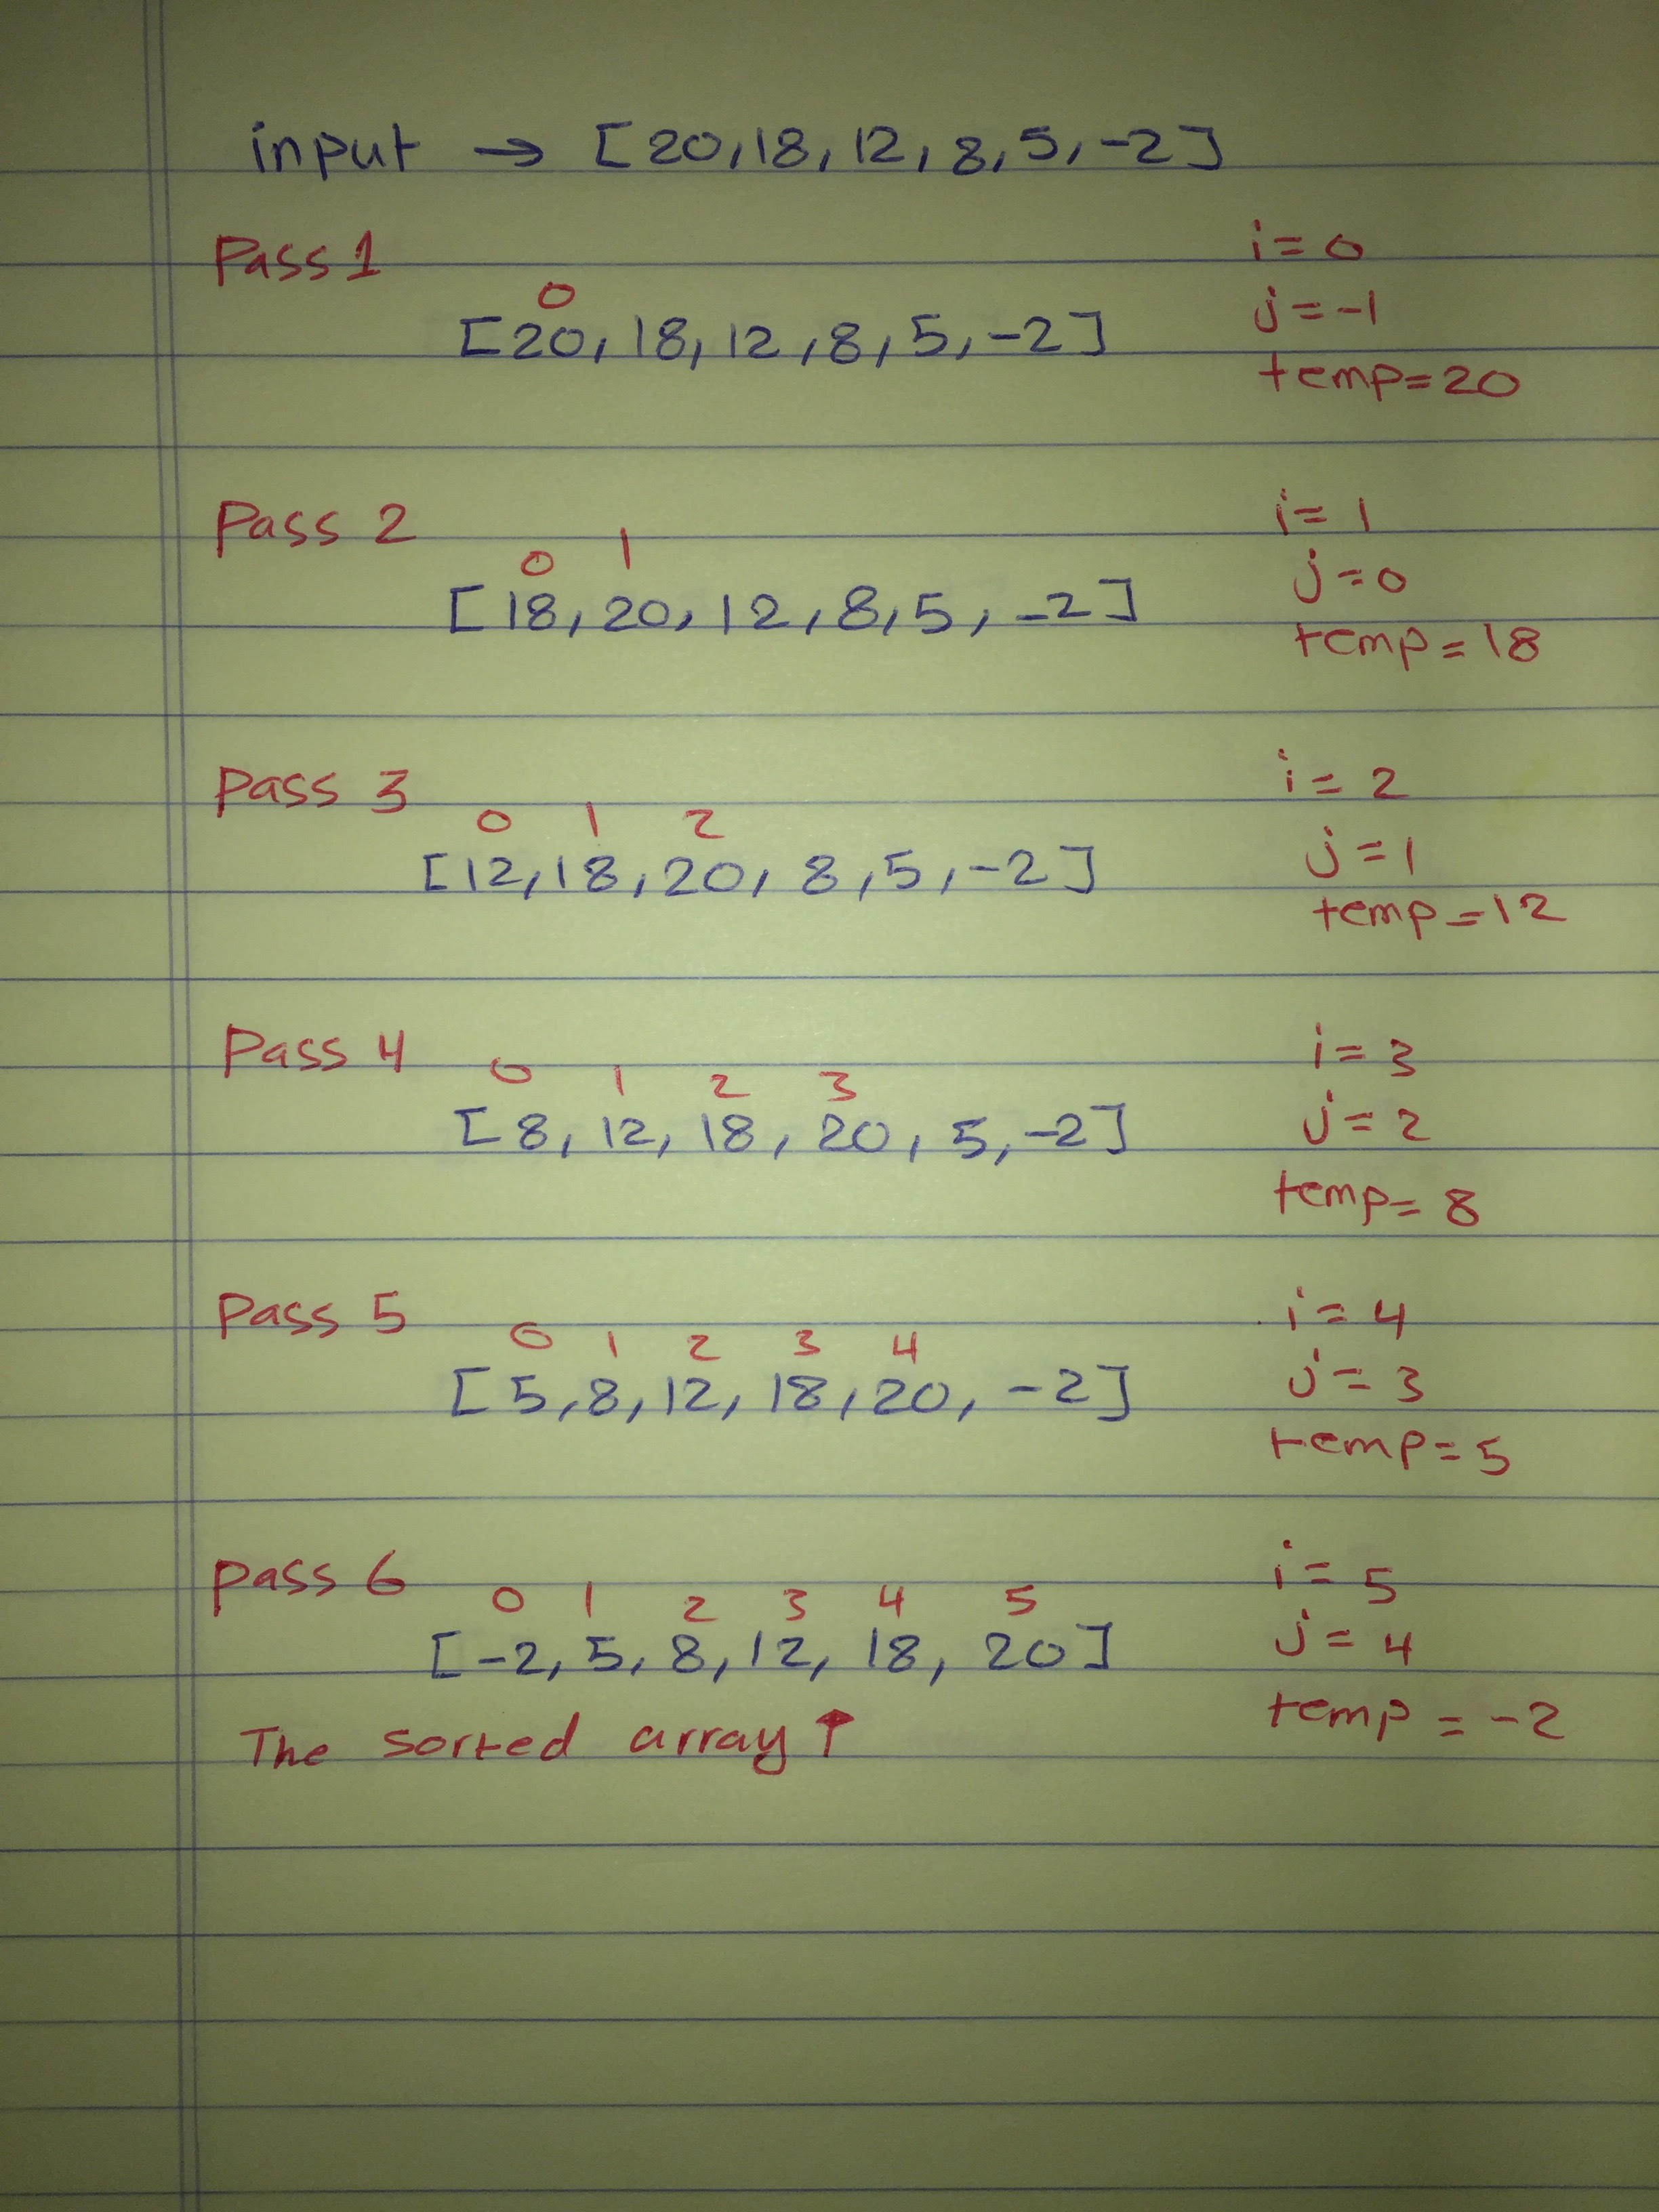 input → [20,18,12,8,5,-2]
Pass 1
i=0
0
j=-1
[20,18,12,8,5,-2]
temp=20
Pass 2
i=1
0 1
j=0
[18,20,12,8,5,-2]
temp=18
Pass 3
i=2
0 1 2
j=1
[12,18,20,8,5,-2]
temp=12
Pass 4
i=3
0 1 2 3
j=2
[8,12,18,20,5,-2]
temp=8
Pass 5
i=4
0 1 2 3 4
j=3
[5,8,12,18,20,-2]
temp=5
pass 6
i=5
0 1 2 3 4 5
j=4
[-2,5,8,12,18,20]
temp=-2
The sorted array ↑